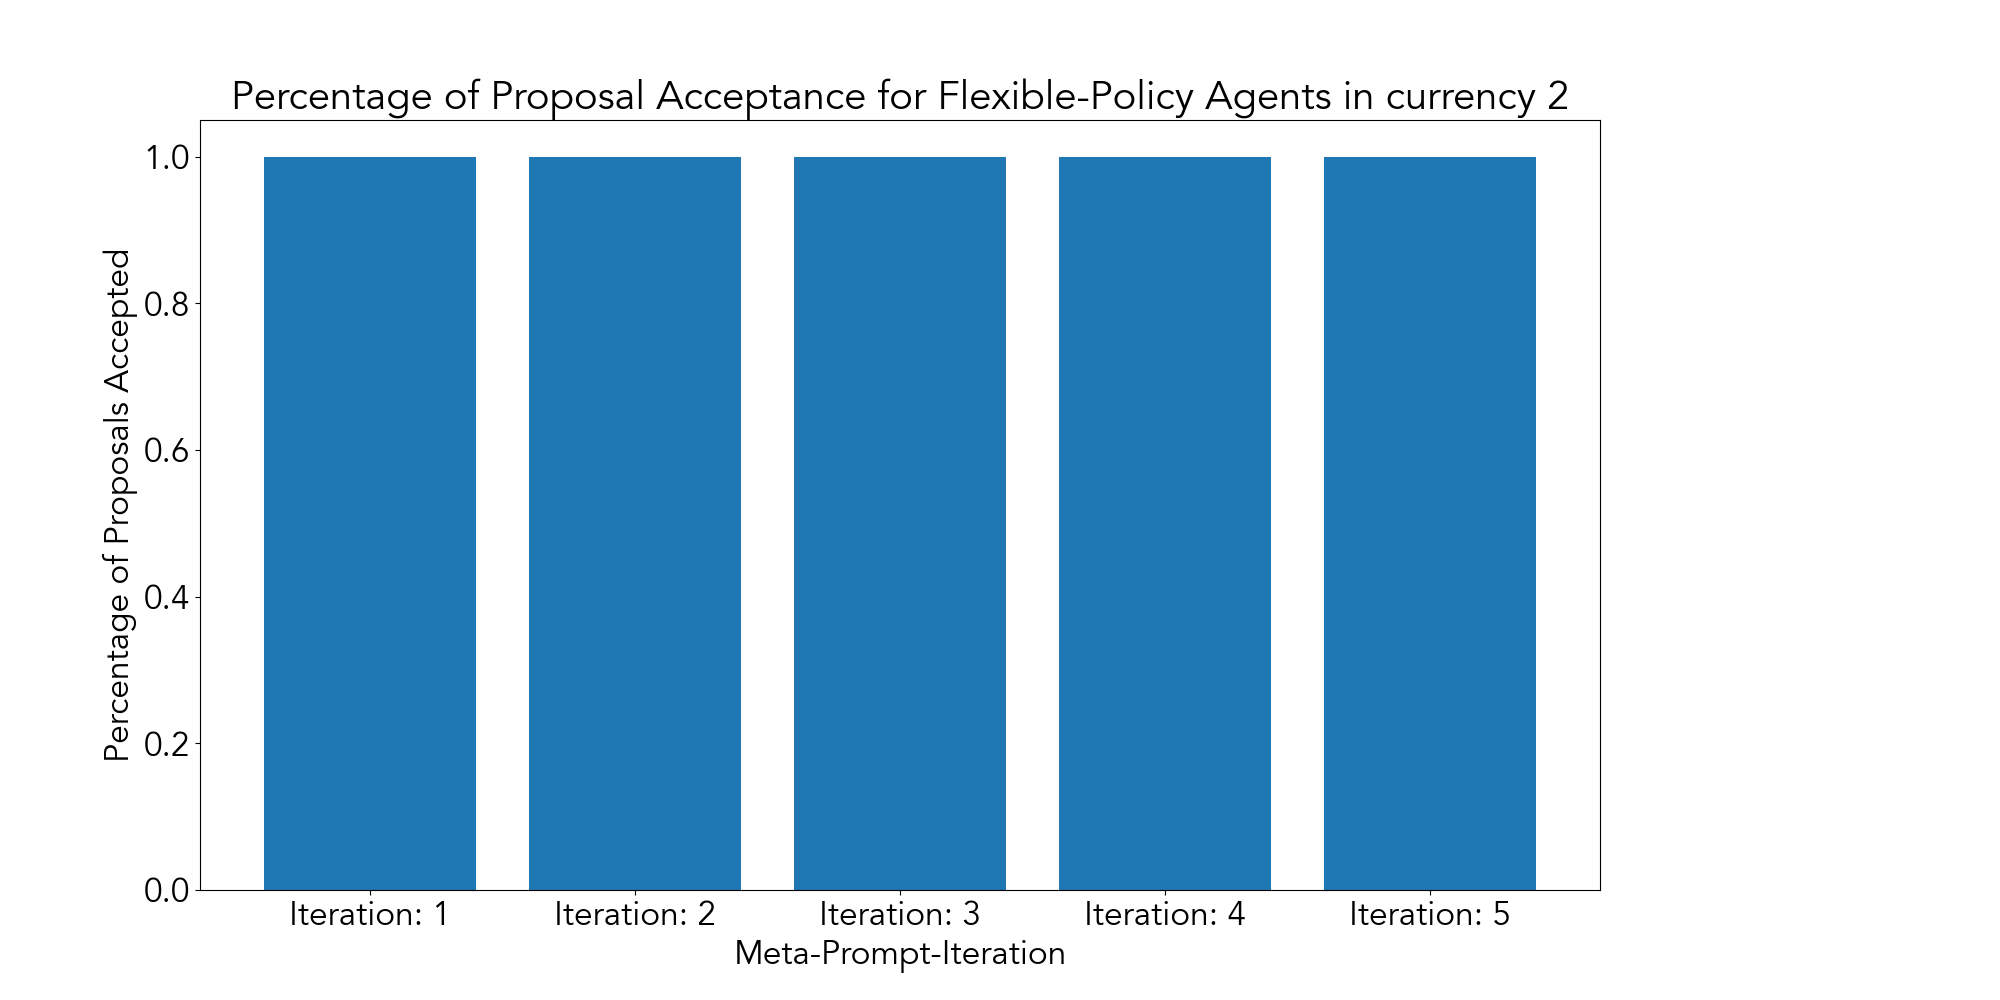 Percentage of Proposal Acceptance for Flexible-Policy Agents in currency 2
Percentage of Proposals Accepted
1.0
0.8
0.6
0.4
0.2
0.0
Iteration: 1
Iteration: 2
Iteration: 3
Iteration: 4
Iteration: 5
Meta-Prompt-Iteration